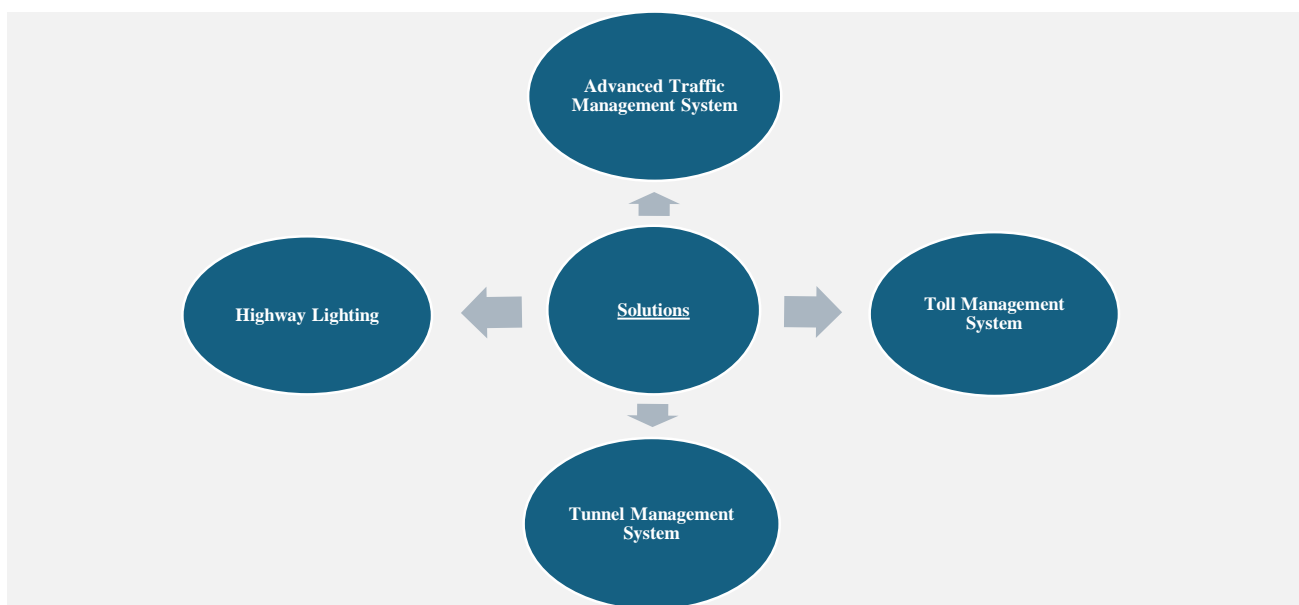 Advanced Traffic
Management System
Highway Lighting
Solutions
Toll Management
System
Tunnel Management
System